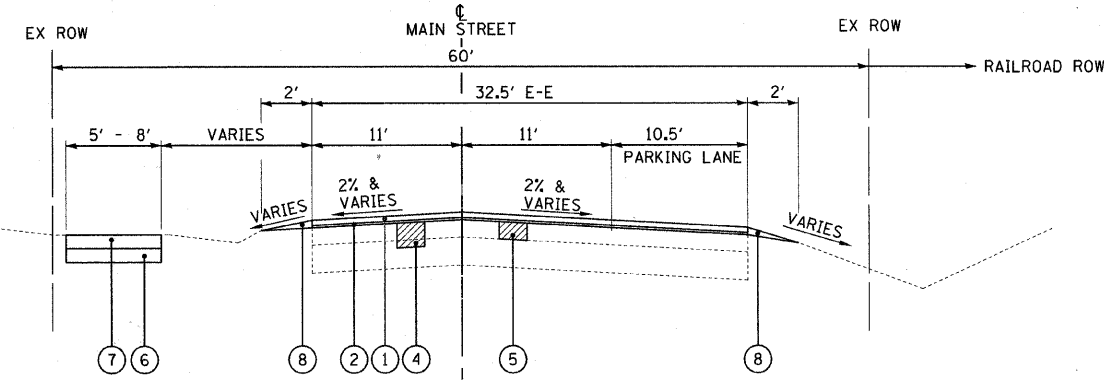 ℄
MAIN STREET
EX ROW
EX ROW
60'
RAILROAD ROW
2'
32.5' E-E
2'
5' - 8'
VARIES
11'
11'
10.5'
PARKING LANE
2% &
VARIES
2% &
VARIES
VARIES
VARIES
7
6
8
2
1
4
5
8